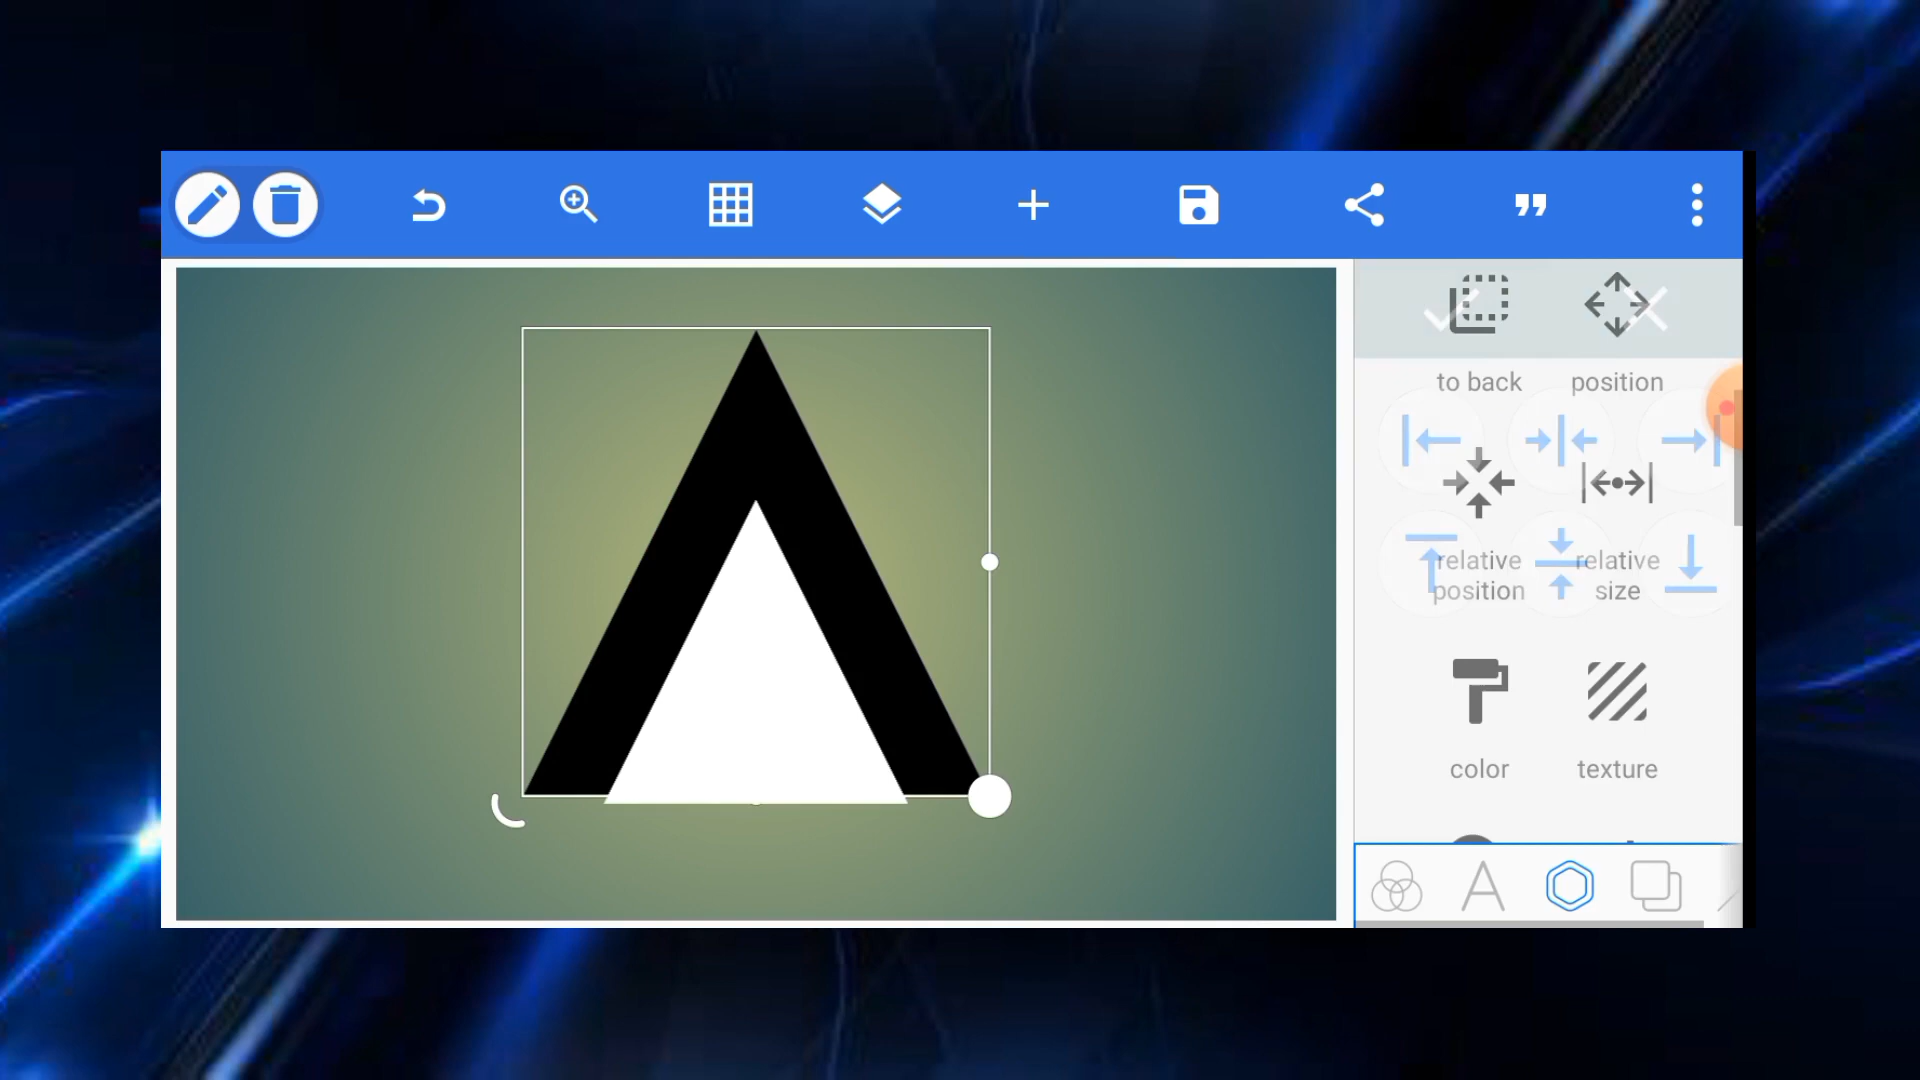 to back position
relative relative
position size
color texture